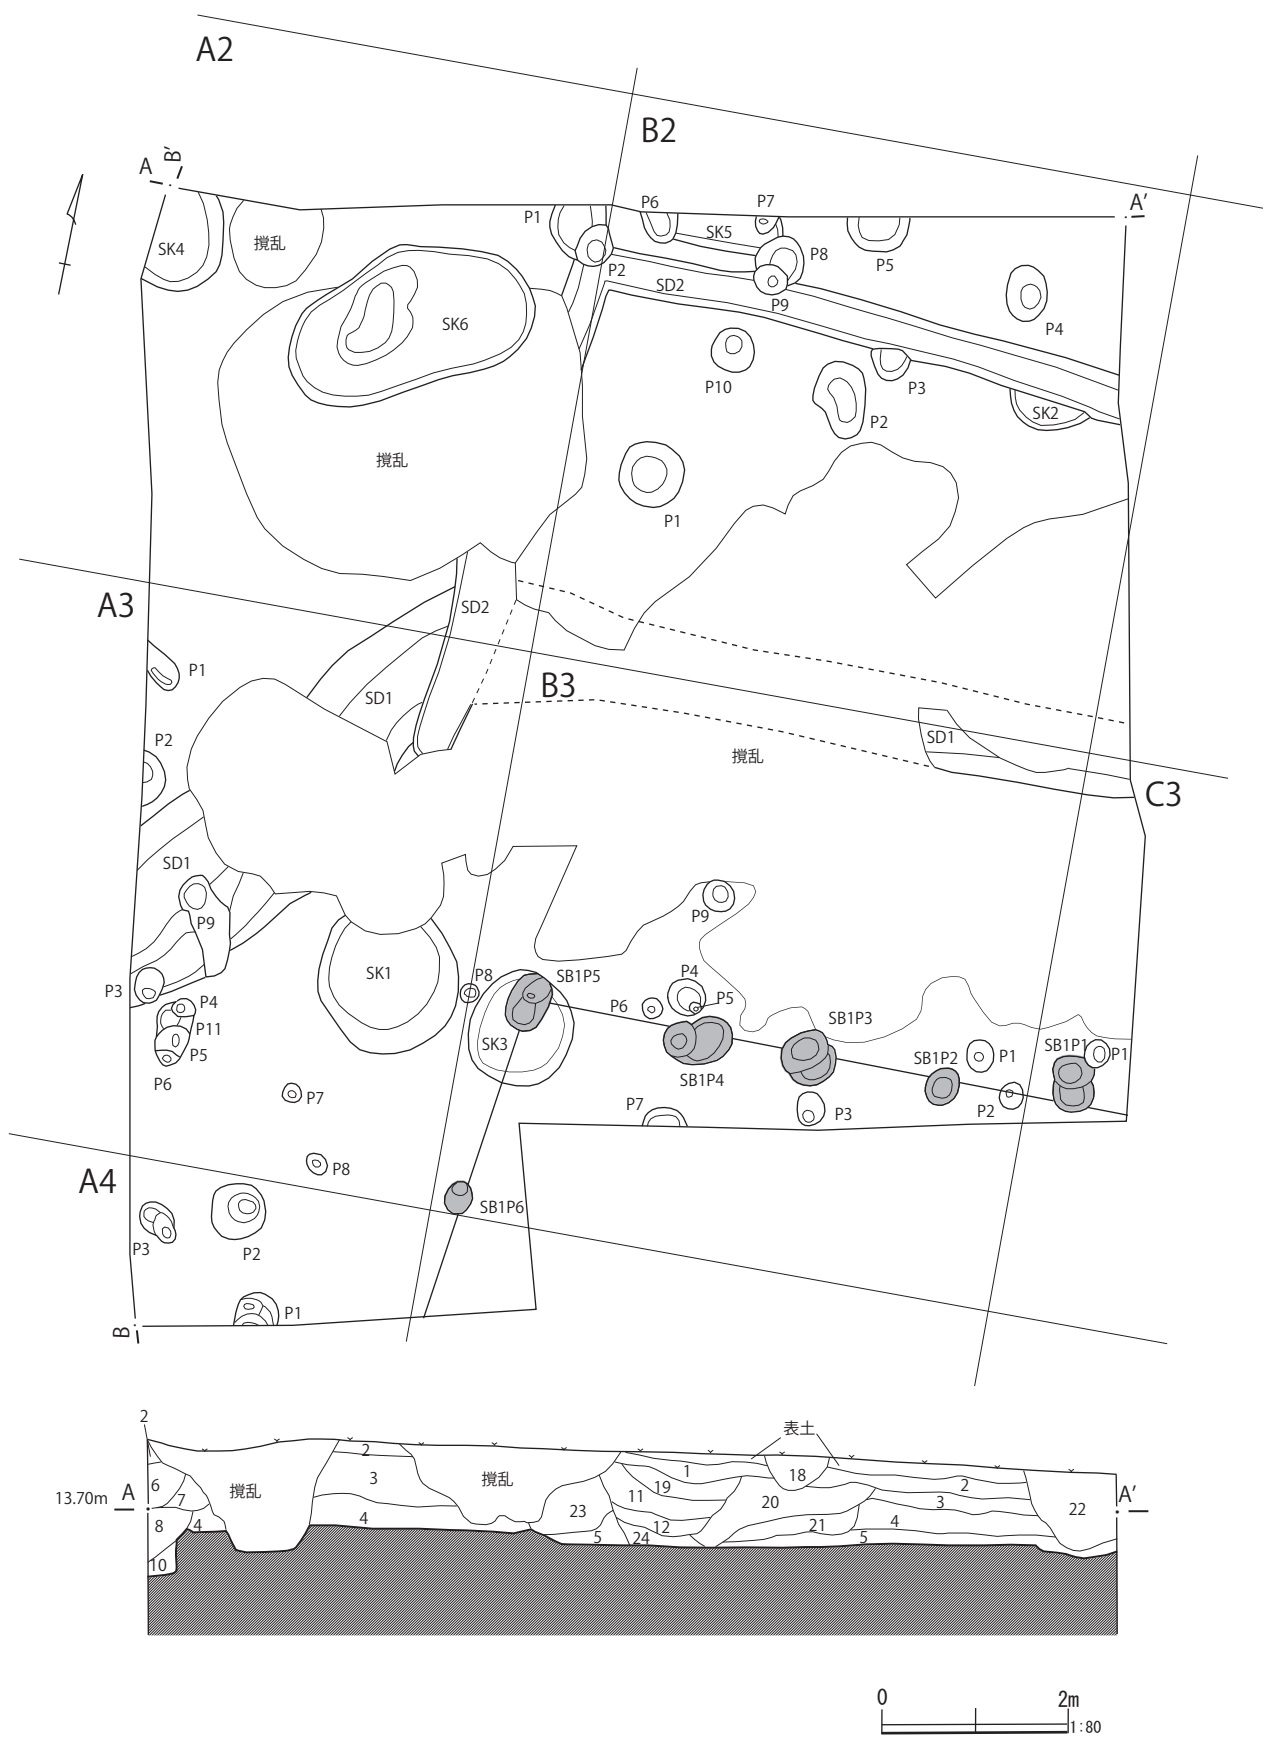 A2
B2
A
B'
A'
P1
P6
P7
SK4
撹乱
SK5
P8
P5
P2
SD2
P9
P4
SK6
P10
P3
P2
SK2
撹乱
P1
A3
SD2
P1
B3
SD1
SD1
P2
撹乱
C3
SD1
P9
P9
SK1
P3
P8
SB1P5
P4
P5
P6
P4
P11
P5
P6
SK3
SB1P3
SB1P4
SB1P2
P1
SB1P1
P1
P7
P7
P3
P2
P8
A4
SB1P6
P3
P2
P1
B
2
表土
2
1
18
2
6
撹乱
3
撹乱
19
7
11
20
3
22
13.70m
A
A'
8
4
4
23
12
21
4
5
24
5
10
0
2m
1:80